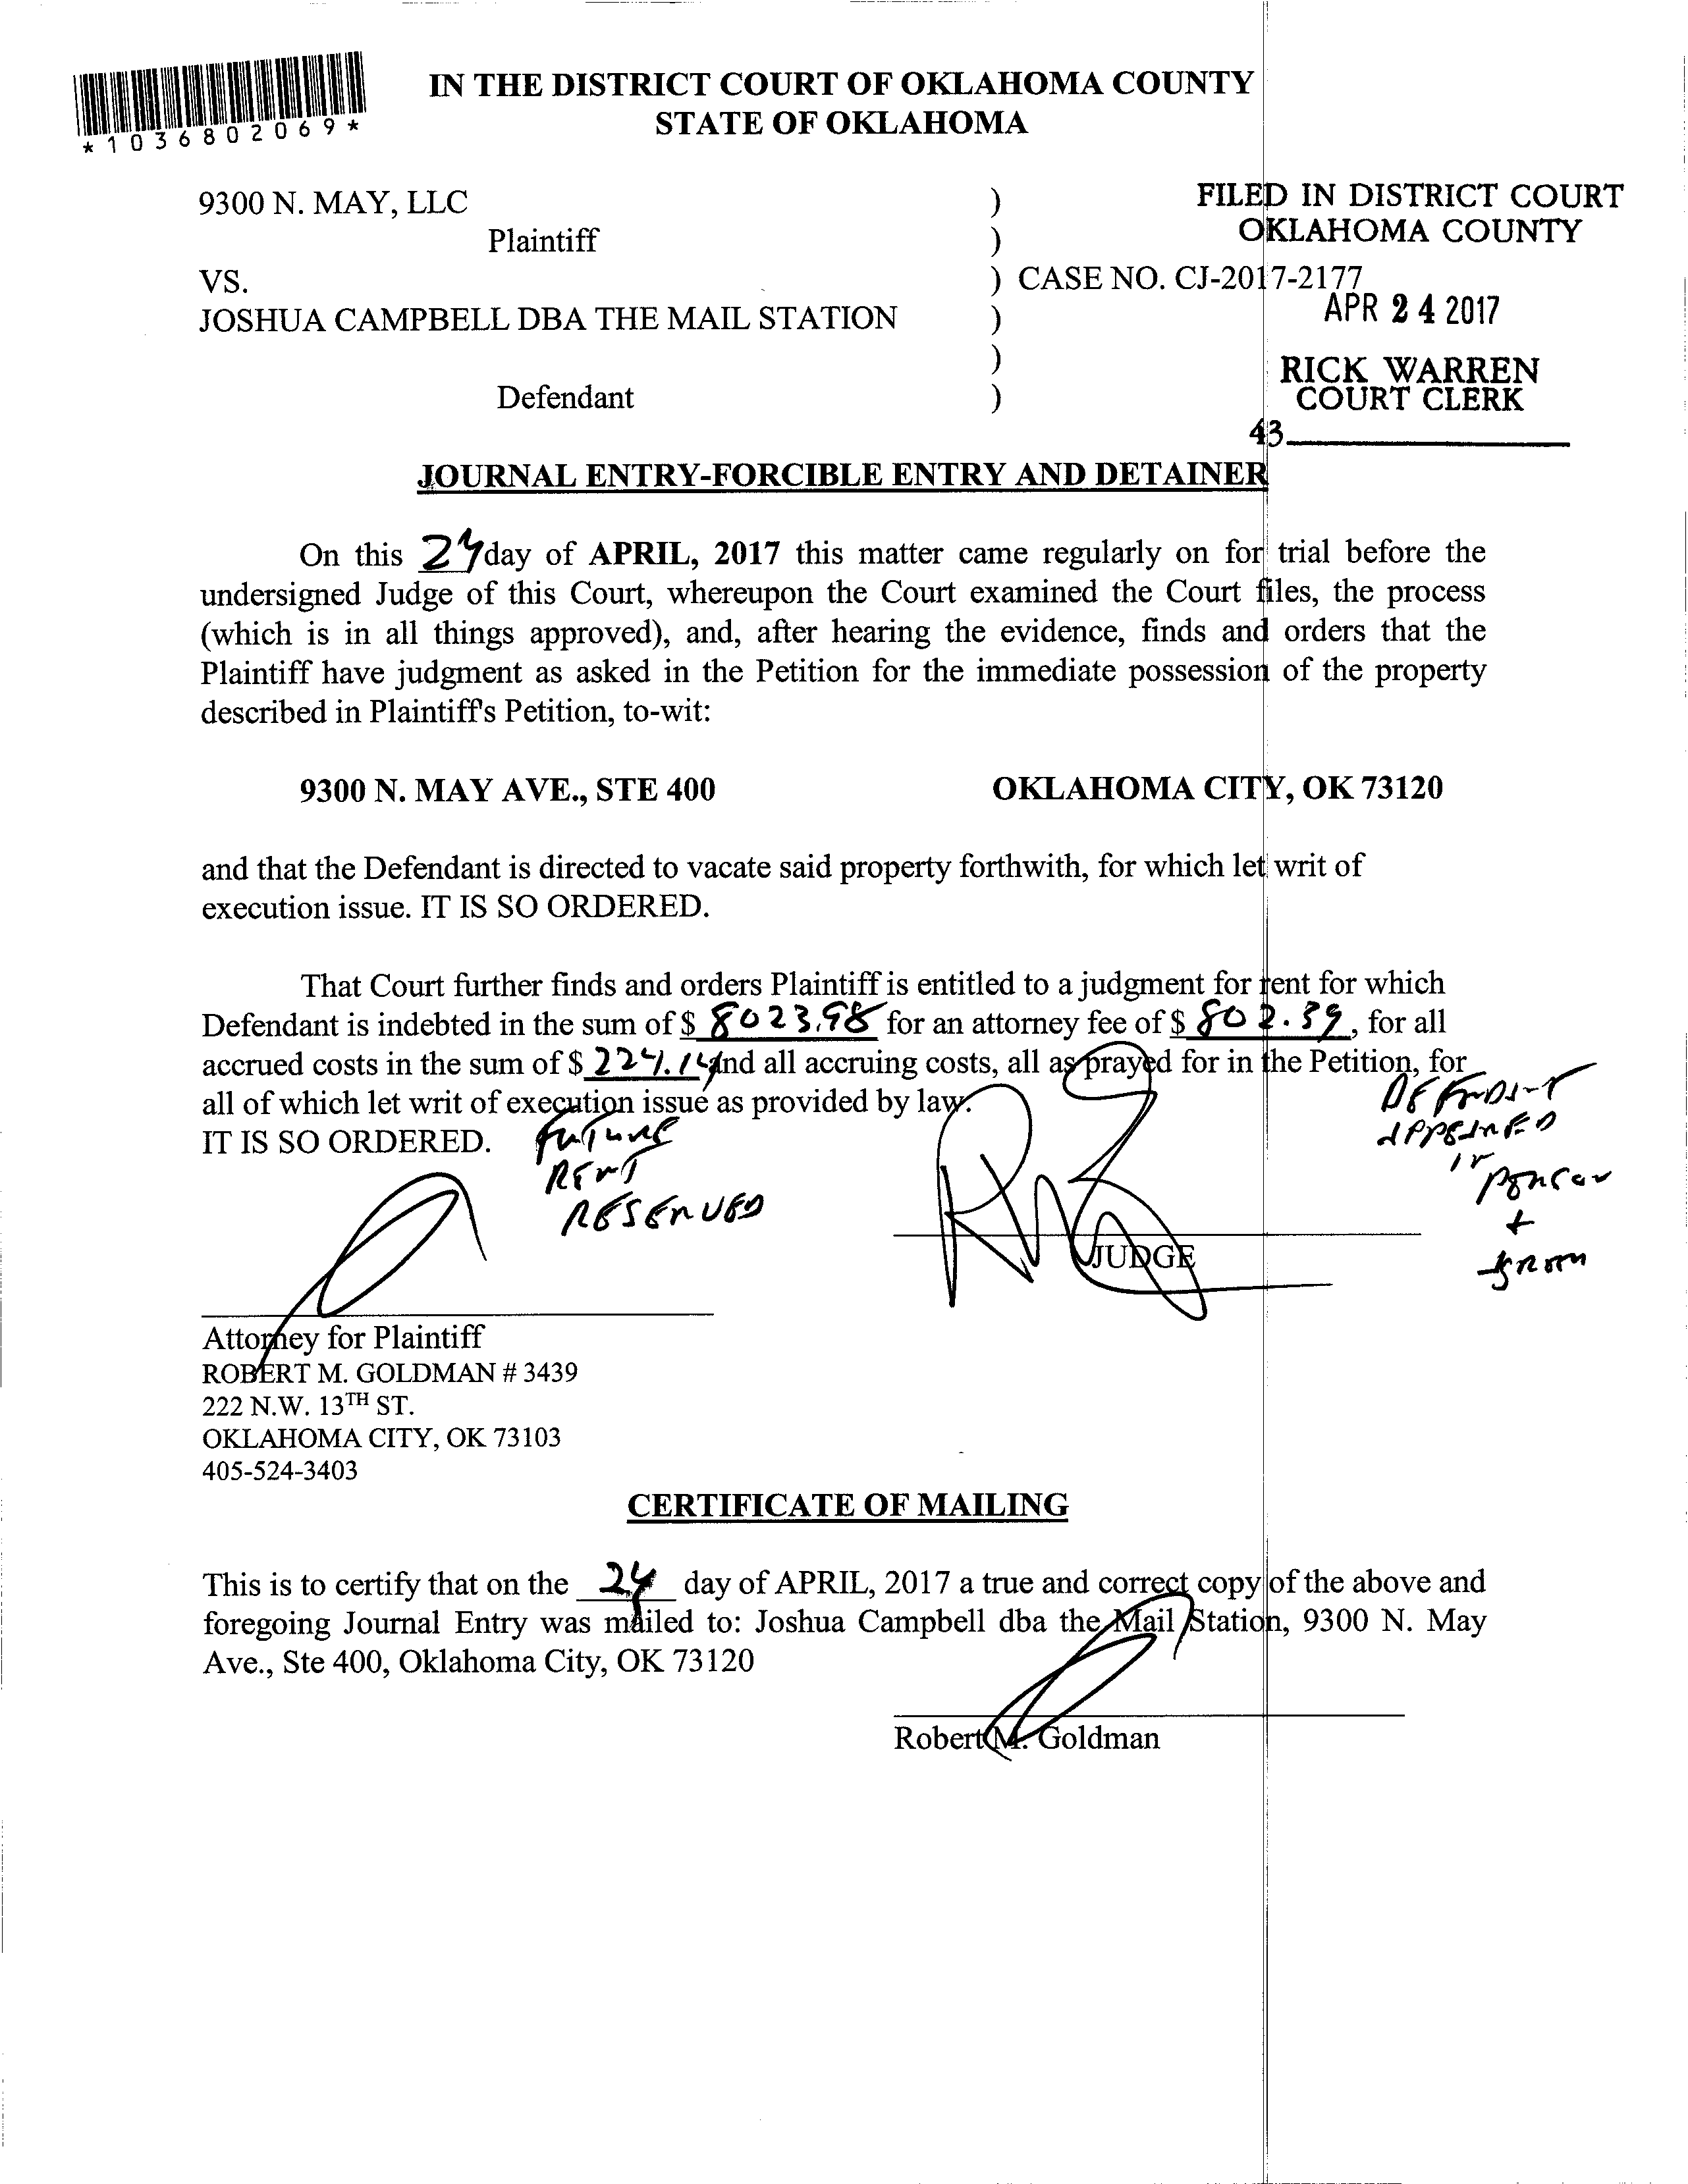 *1036802069*
IN THE DISTRICT COURT OF OKLAHOMA COUNTY
STATE OF OKLAHOMA
9300 N. MAY, LLC )
Plaintiff )
VS. ) CASE NO. CJ-2017-2177
JOSHUA CAMPBELL DBA THE MAIL STATION )
)
Defendant )
FILED IN DISTRICT COURT
OKLAHOMA COUNTY
APR 24 2017
RICK WARREN
COURT CLERK
43
JOURNAL ENTRY-FORCIBLE ENTRY AND DETAINER
On this 24 day of APRIL, 2017 this matter came regularly on for trial before the
undersigned Judge of this Court, whereupon the Court examined the Court files, the process
(which is in all things approved), and, after hearing the evidence, finds and orders that the
Plaintiff have judgment as asked in the Petition for the immediate possession of the property
described in Plaintiff's Petition, to-wit:
9300 N. MAY AVE., STE 400 OKLAHOMA CITY, OK 73120
and that the Defendant is directed to vacate said property forthwith, for which let writ of
execution issue. IT IS SO ORDERED.
That Court further finds and orders Plaintiff is entitled to a judgment for rent for which
Defendant is indebted in the sum of $ 8023.98 for an attorney fee of $ 802.39, for all
accrued costs in the sum of $ 224.14 and all accruing costs, all as prayed for in the Petition, for
all of which let writ of execution issue as provided by law.
IT IS SO ORDERED.
FUTURE
RENT
RESERVED
DEFENDANT
APPEARED
IN
PERSON
+
JUDGE
Attorney for Plaintiff
ROBERT M. GOLDMAN # 3439
222 N.W. 13TH ST.
OKLAHOMA CITY, OK 73103
405-524-3403
CERTIFICATE OF MAILING
This is to certify that on the 24 day of APRIL, 2017 a true and correct copy of the above and
foregoing Journal Entry was mailed to: Joshua Campbell dba the Mail Station, 9300 N. May
Ave., Ste 400, Oklahoma City, OK 73120
Robert M. Goldman